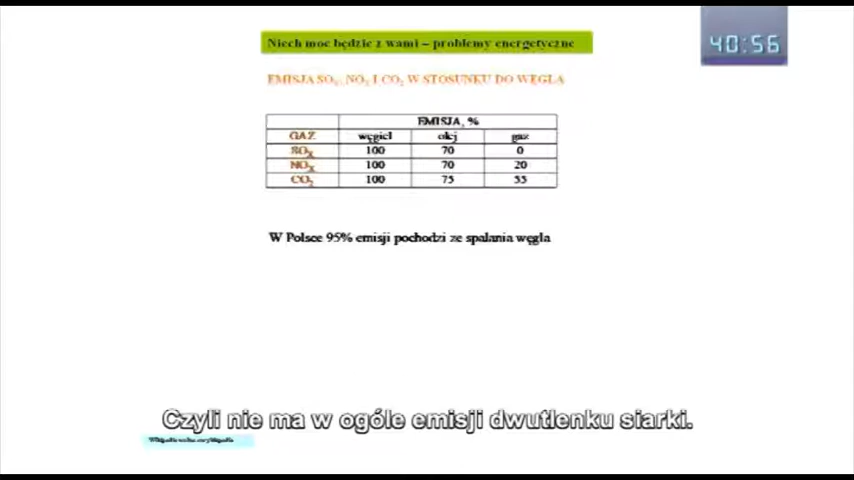 Niech moc będzie z wami – problemy energetyczne
40:56
EMISJA SOX, NOX I CO2 W STOSUNKU DO WĘGLA
EMISJA, %
GAZ węgiel olej gaz
SOX 100 70 0
NOX 100 70 20
CO2 100 75 55
W Polsce 95% emisji pochodzi ze spalania węgla
Czyli nie ma w ogóle emisji dwutlenku siarki.